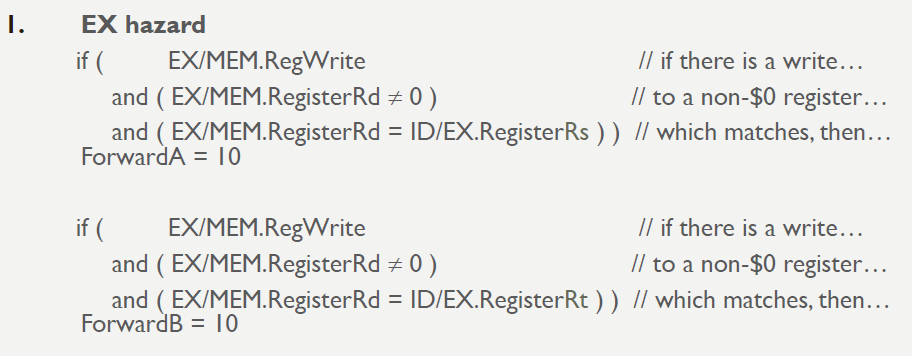 1. EX hazard
if ( EX/MEM.RegWrite // if there is a write…
and ( EX/MEM.RegisterRd ≠ 0 ) // to a non-$0 register…
and ( EX/MEM.RegisterRd = ID/EX.RegisterRs ) ) // which matches, then…
ForwardA = 10
if ( EX/MEM.RegWrite // if there is a write…
and ( EX/MEM.RegisterRd ≠ 0 ) // to a non-$0 register…
and ( EX/MEM.RegisterRd = ID/EX.RegisterRt ) ) // which matches, then…
ForwardB = 10